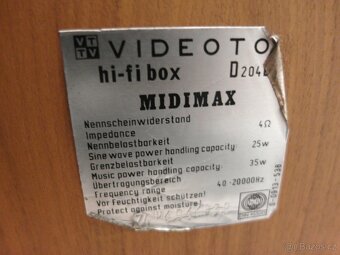 VT
TV
VIDEOTO
hi-fi box D204
MIDIMAX
Nennscheinwiderstand
Impedance 4Ω
Nennbelastbarkeit
Sine wave power handling capacity 25w
Grenzbelastbarkeit
Music power handling capacity 35w
Übertragungsbereich
Frequency range 40-20000Hz
Vor Feuchtigkeit schützen!
Protect against moisture!